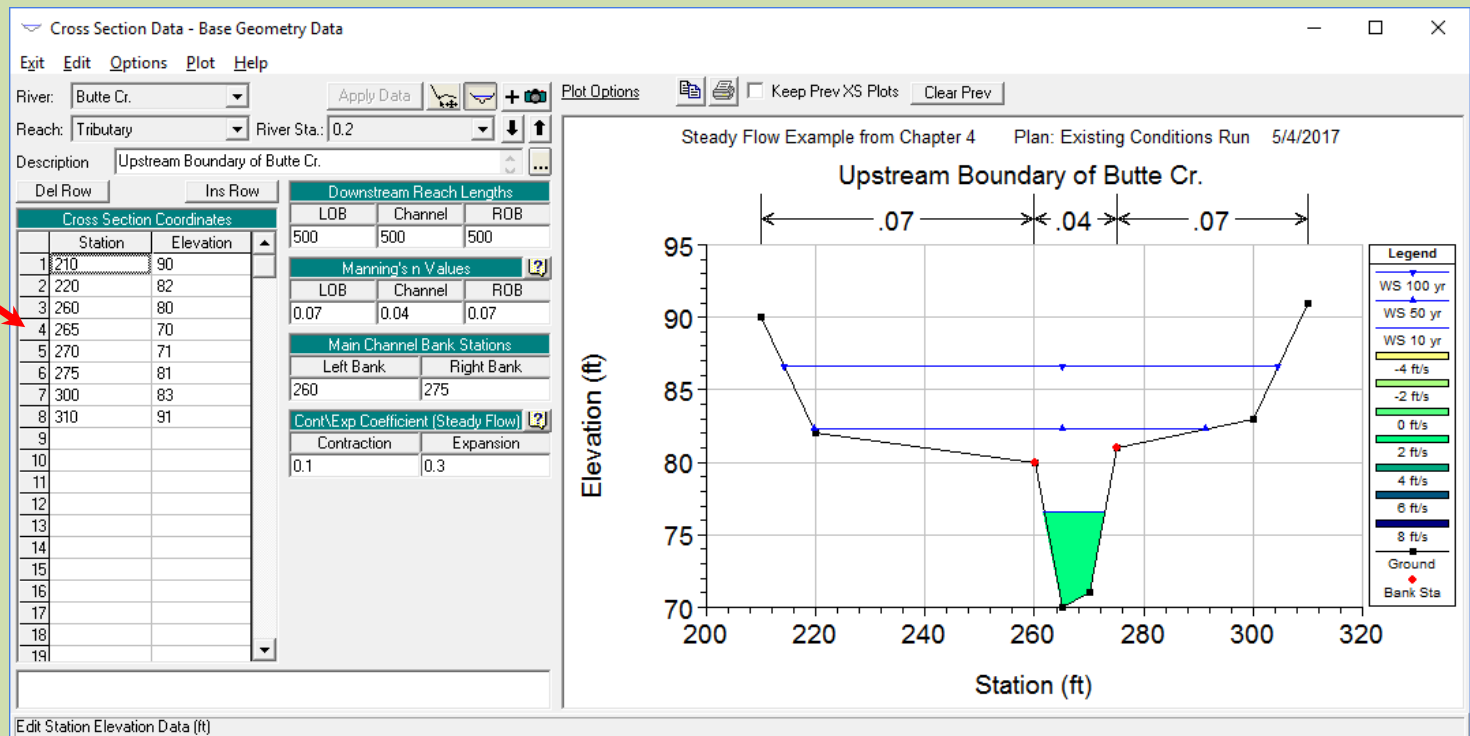 Cross Section Data - Base Geometry Data
Exit Edit Options Plot Help
River: Butte Cr. Apply Data Plot Options Keep Prev XS Plots Clear Prev
Reach: Tributary River Sta.: 0.2
Description Upstream Boundary of Butte Cr. ...
Del Row Ins Row
Cross Section Coordinates
Station Elevation
1 210 90
2 220 82
3 260 80
4 265 70
5 270 71
6 275 81
7 300 83
8 310 91
9
10
11
12
13
14
15
16
17
18
19
Downstream Reach Lengths
LOB Channel ROB
500 500 500
Manning's n Values ?
LOB Channel ROB
0.07 0.04 0.07
Main Channel Bank Stations
Left Bank Right Bank
260 275
Cont\Exp Coefficient (Steady Flow) ?
Contraction Expansion
0.1 0.3
Steady Flow Example from Chapter 4 Plan: Existing Conditions Run 5/4/2017
Upstream Boundary of Butte Cr.
.07 .04 .07
95
90
85
80
75
70
Elevation (ft)
200 220 240 260 280 300 320
Station (ft)
Legend
WS 100 yr
WS 50 yr
WS 10 yr
-4 ft/s
-2 ft/s
0 ft/s
2 ft/s
4 ft/s
6 ft/s
8 ft/s
Ground
Bank Sta
Edit Station Elevation Data (ft)